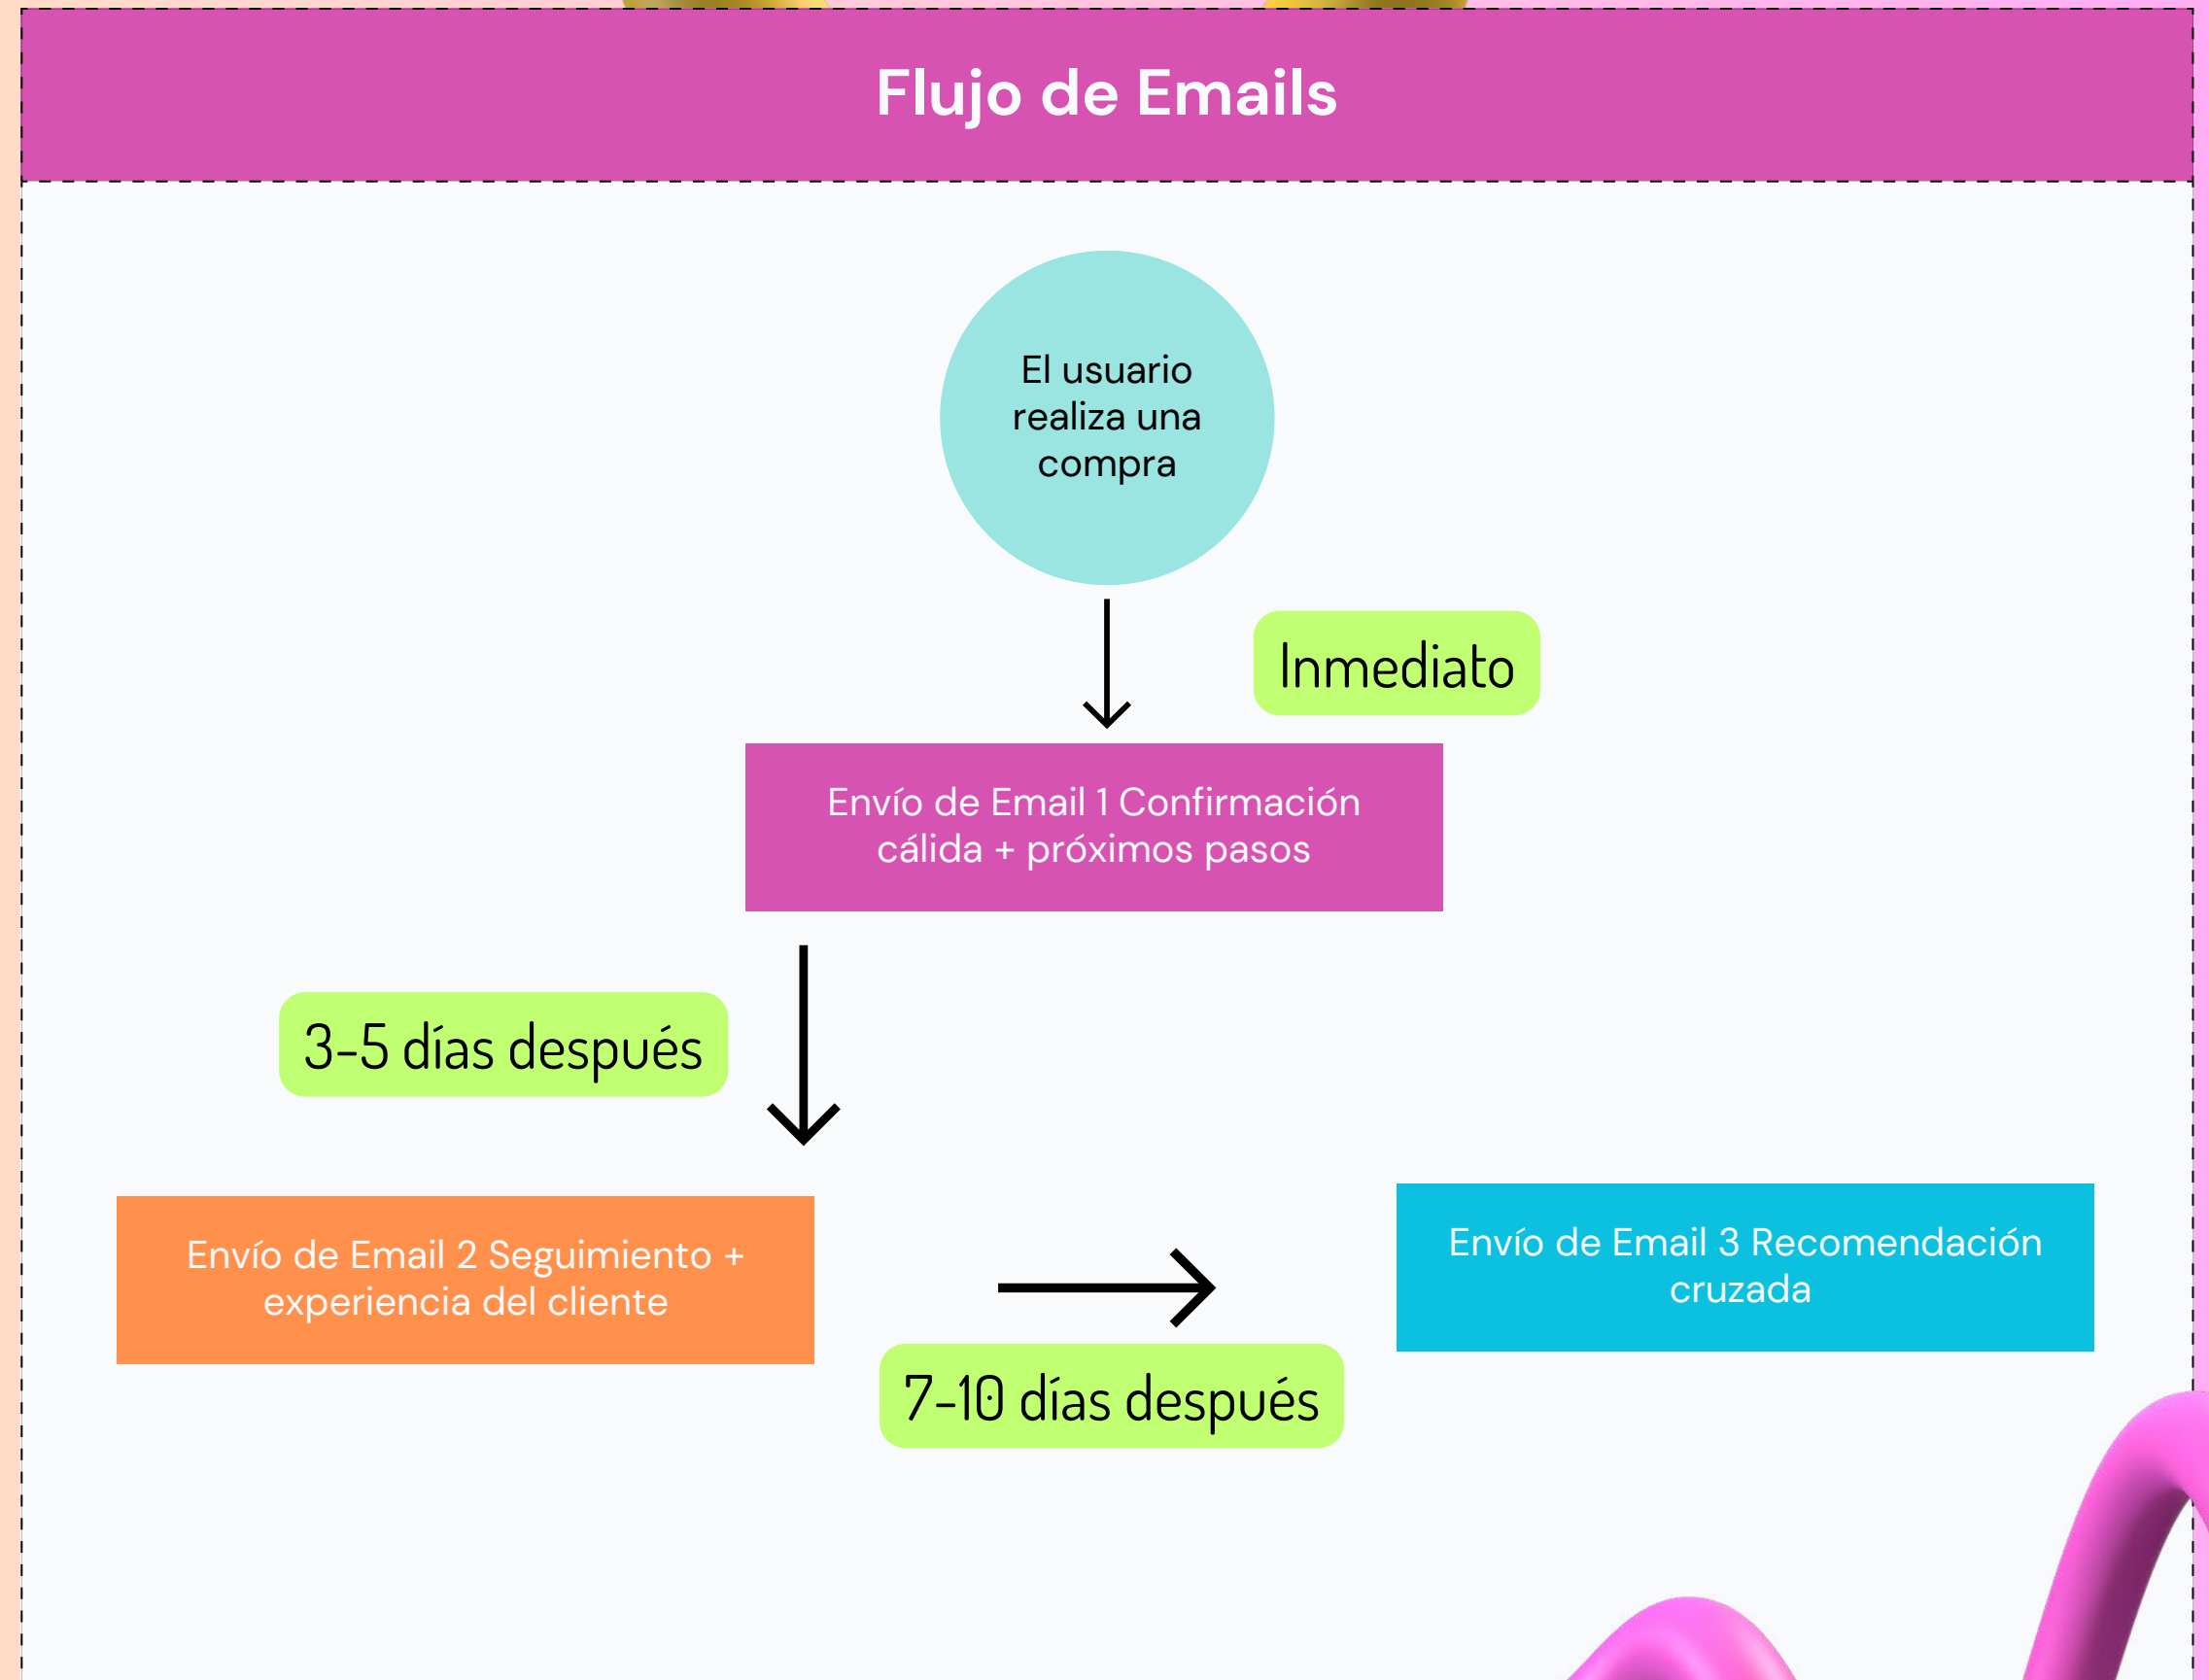 Flujo de Emails
El usuario
realiza una
compra
Inmediato
Envío de Email 1 Confirmación
cálida + próximos pasos
3-5 días después
Envío de Email 2 Seguimiento +
experiencia del cliente
Envío de Email 3 Recomendación
cruzada
7-10 días después